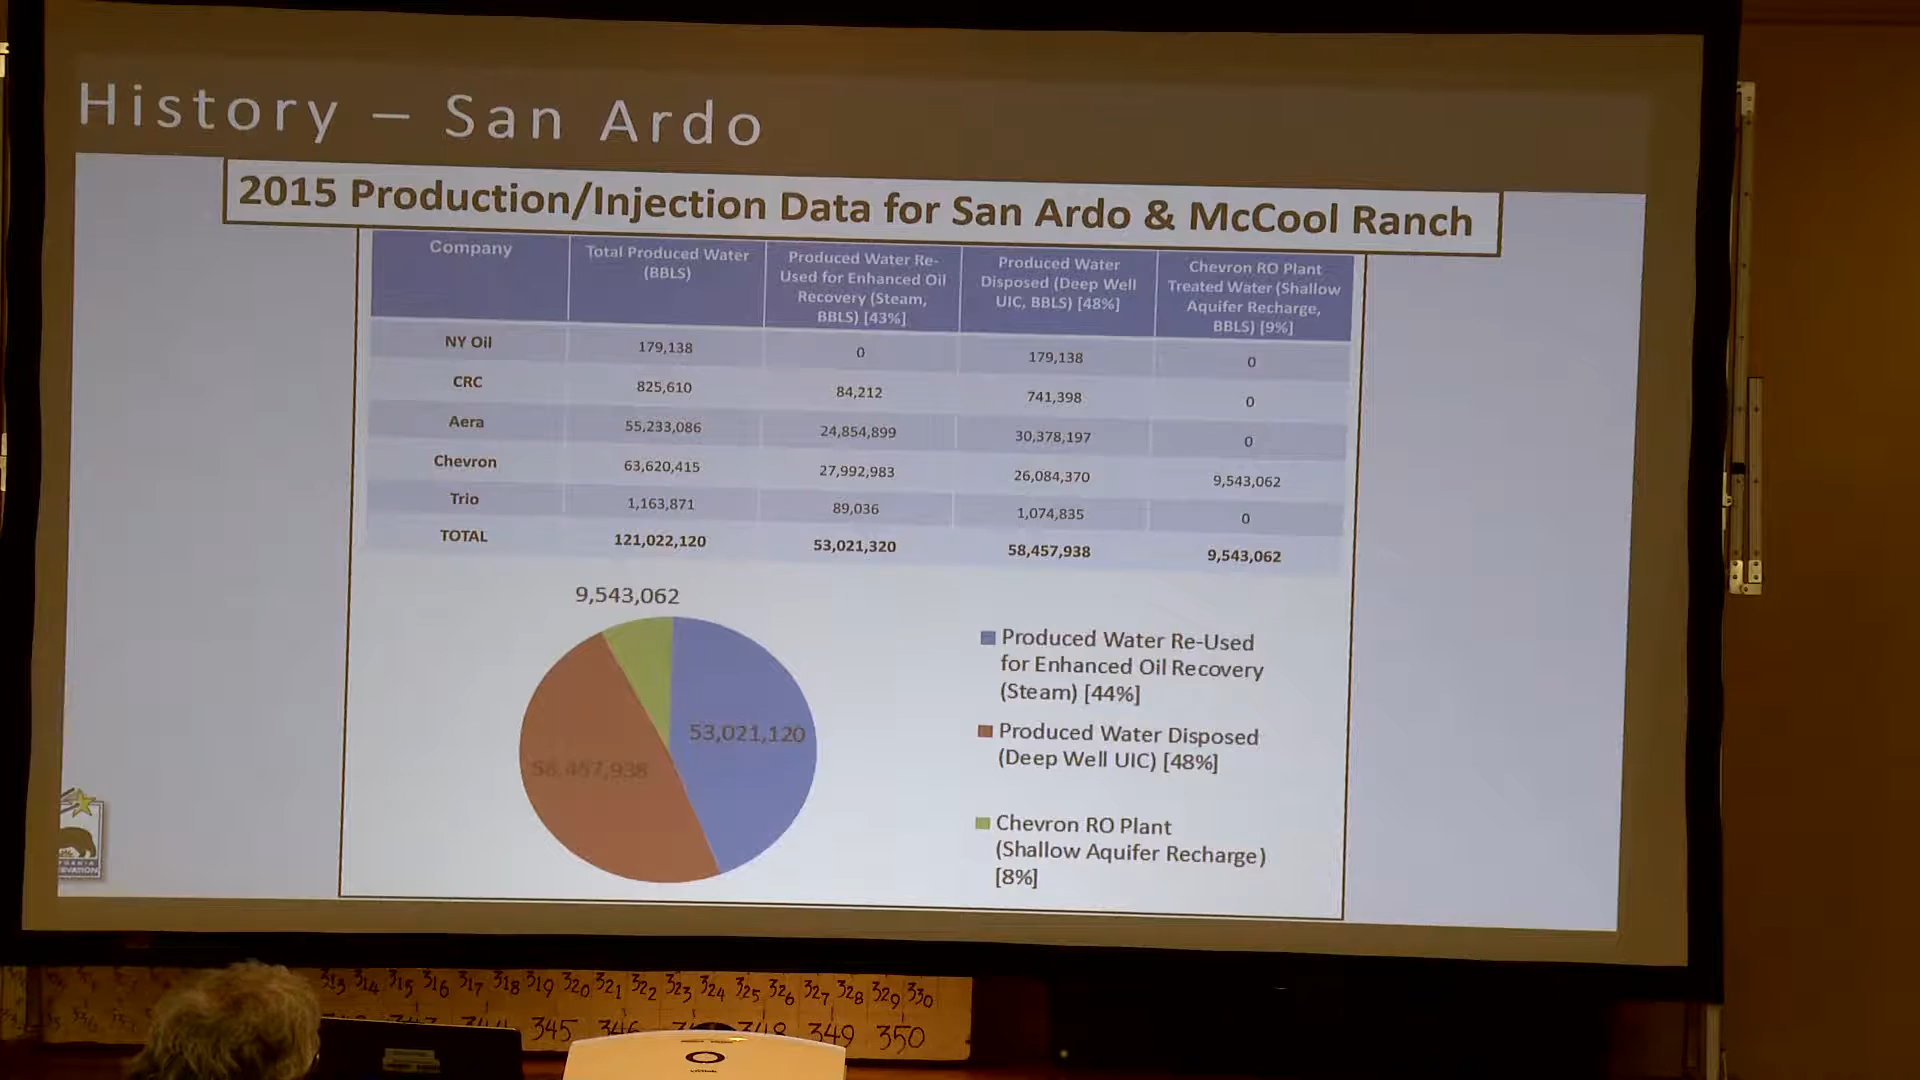 History – San Ardo
2015 Production/Injection Data for San Ardo & McCool Ranch
Company
Total Produced Water
(BBLS)
Produced Water Re-
Used for Enhanced Oil
Recovery (Steam,
BBLS) [43%]
Produced Water
Disposed (Deep Well
UIC, BBLS) [48%]
Chevron RO Plant
Treated Water (Shallow
Aquifer Recharge,
BBLS) [9%]
NY Oil 179,138 0 179,138 0
CRC 825,610 84,212 741,398 0
Aera 55,233,086 24,854,899 30,378,197 0
Chevron 63,620,415 27,992,983 26,084,370 9,543,062
Trio 1,163,871 89,036 1,074,835 0
TOTAL 121,022,120 53,021,320 58,457,938 9,543,062
9,543,062
53,021,120
58,457,938
Produced Water Re-Used
for Enhanced Oil Recovery
(Steam) [44%]
Produced Water Disposed
(Deep Well UIC) [48%]
Chevron RO Plant
(Shallow Aquifer Recharge)
[8%]
313 314 315 316 317 318 319 320 321 322 323 324 325 326 327 328 329 330
345 346 348 349 350